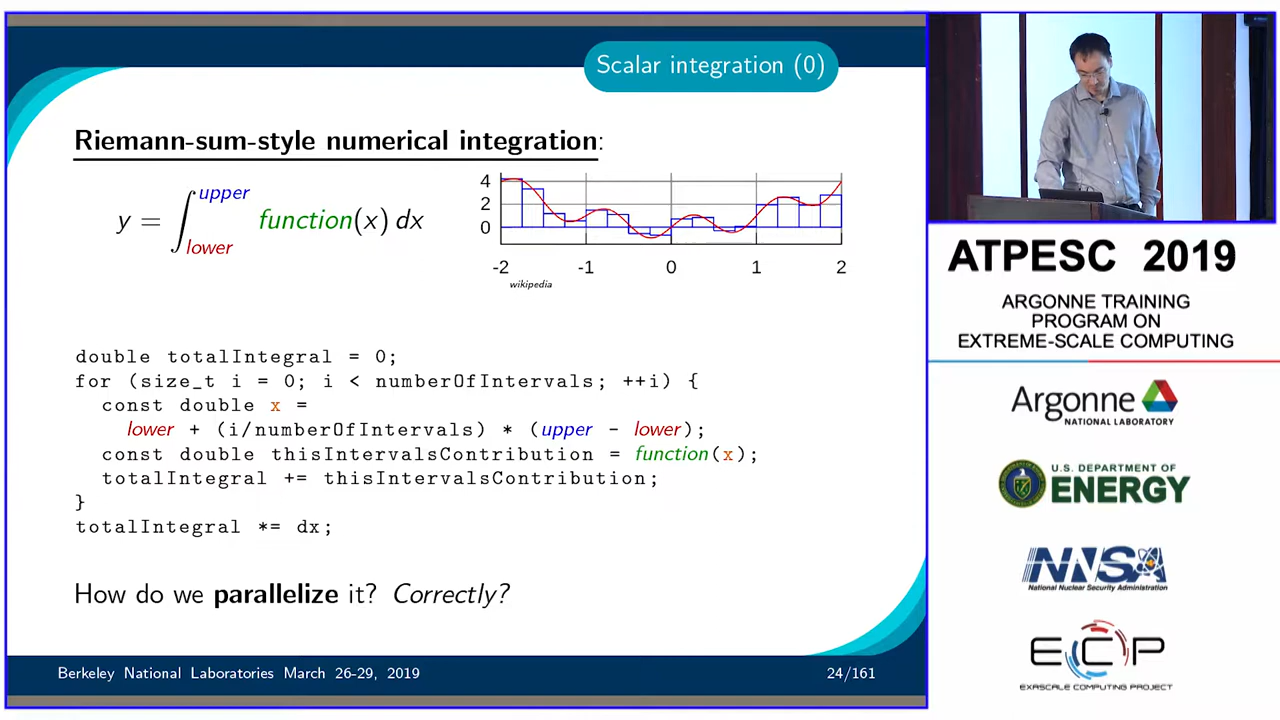 Scalar integration (0)
Riemann-sum-style numerical integration:
y = ∫ upper lower function(x) dx
4
2
0
-2 -1 0 1 2
wikipedia
double totalIntegral = 0;
for (size_t i = 0; i < numberOfIntervals; ++i) {
const double x =
lower + (i/numberOfIntervals) * (upper - lower);
const double thisIntervalsContribution = function(x);
totalIntegral += thisIntervalsContribution;
}
totalIntegral *= dx;
How do we parallelize it? Correctly?
Berkeley National Laboratories March 26-29, 2019 24/161
ATPESC 2019
ARGONNE TRAINING
PROGRAM ON
EXTREME-SCALE COMPUTING
Argonne
NATIONAL LABORATORY
U.S. DEPARTMENT OF
ENERGY
NNSA
National Nuclear Security Administration
ECP
EXASCALE COMPUTING PROJECT